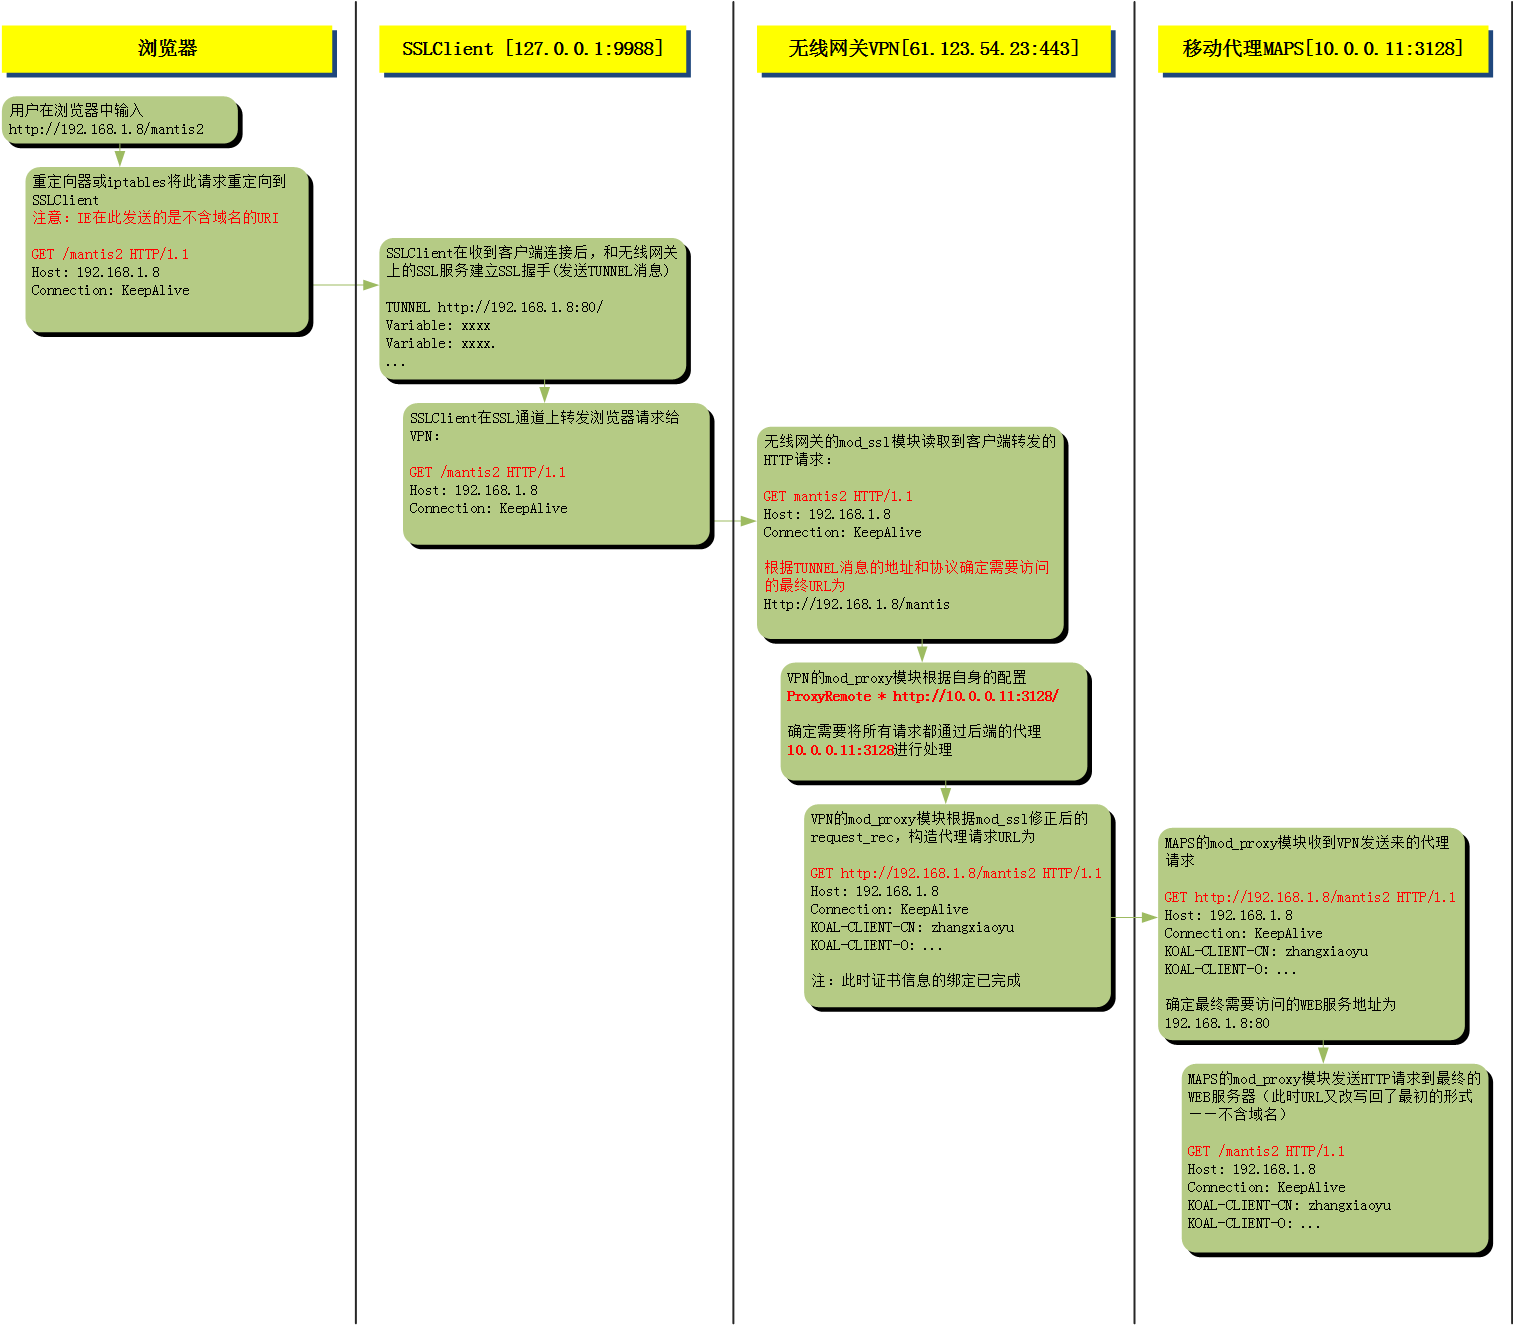 浏览器
SSLClient [127.0.0.1:9988]
无线网关VPN[61.123.54.23:443]
移动代理MAPS[10.0.0.11:3128]
用户在浏览器中输入
http://192.168.1.8/mantis2
重定向器或iptables将此请求重定向到
SSLClient
注意：IE在此发送的是不含域名的URI
GET /mantis2 HTTP/1.1
Host: 192.168.1.8
Connection: KeepAlive
SSLClient在收到客户端连接后，和无线网关
上的SSL服务建立SSL握手(发送TUNNEL消息)
TUNNEL http://192.168.1.8:80/
Variable: xxxx
Variable: xxxx.
...
SSLClient在SSL通道上转发浏览器请求给
VPN：
GET /mantis2 HTTP/1.1
Host: 192.168.1.8
Connection: KeepAlive
无线网关的mod_ssl模块读取到客户端转发的
HTTP请求：
GET mantis2 HTTP/1.1
Host: 192.168.1.8
Connection: KeepAlive
根据TUNNEL消息的地址和协议确定需要访问
的最终URL为
Http://192.168.1.8/mantis
VPN的mod_proxy模块根据自身的配置
ProxyRemote * http://10.0.0.11:3128/
确定需要将所有请求都通过后端的代理
10.0.0.11:3128进行处理
VPN的mod_proxy模块根据mod_ssl修正后的
request_rec，构造代理请求URL为
GET http://192.168.1.8/mantis2 HTTP/1.1
Host: 192.168.1.8
Connection: KeepAlive
KOAL-CLIENT-CN: zhangxiaoyu
KOAL-CLIENT-O: ...
注：此时证书信息的绑定已完成
MAPS的mod_proxy模块收到VPN发送来的代理
请求
GET http://192.168.1.8/mantis2 HTTP/1.1
Host: 192.168.1.8
Connection: KeepAlive
KOAL-CLIENT-CN: zhangxiaoyu
KOAL-CLIENT-O: ...
确定最终需要访问的WEB服务地址为
192.168.1.8:80
MAPS的mod_proxy模块发送HTTP请求到最终的
WEB服务器（此时URL又改写回了最初的形式
－－不含域名）
GET /mantis2 HTTP/1.1
Host: 192.168.1.8
Connection: KeepAlive
KOAL-CLIENT-CN: zhangxiaoyu
KOAL-CLIENT-O: ...